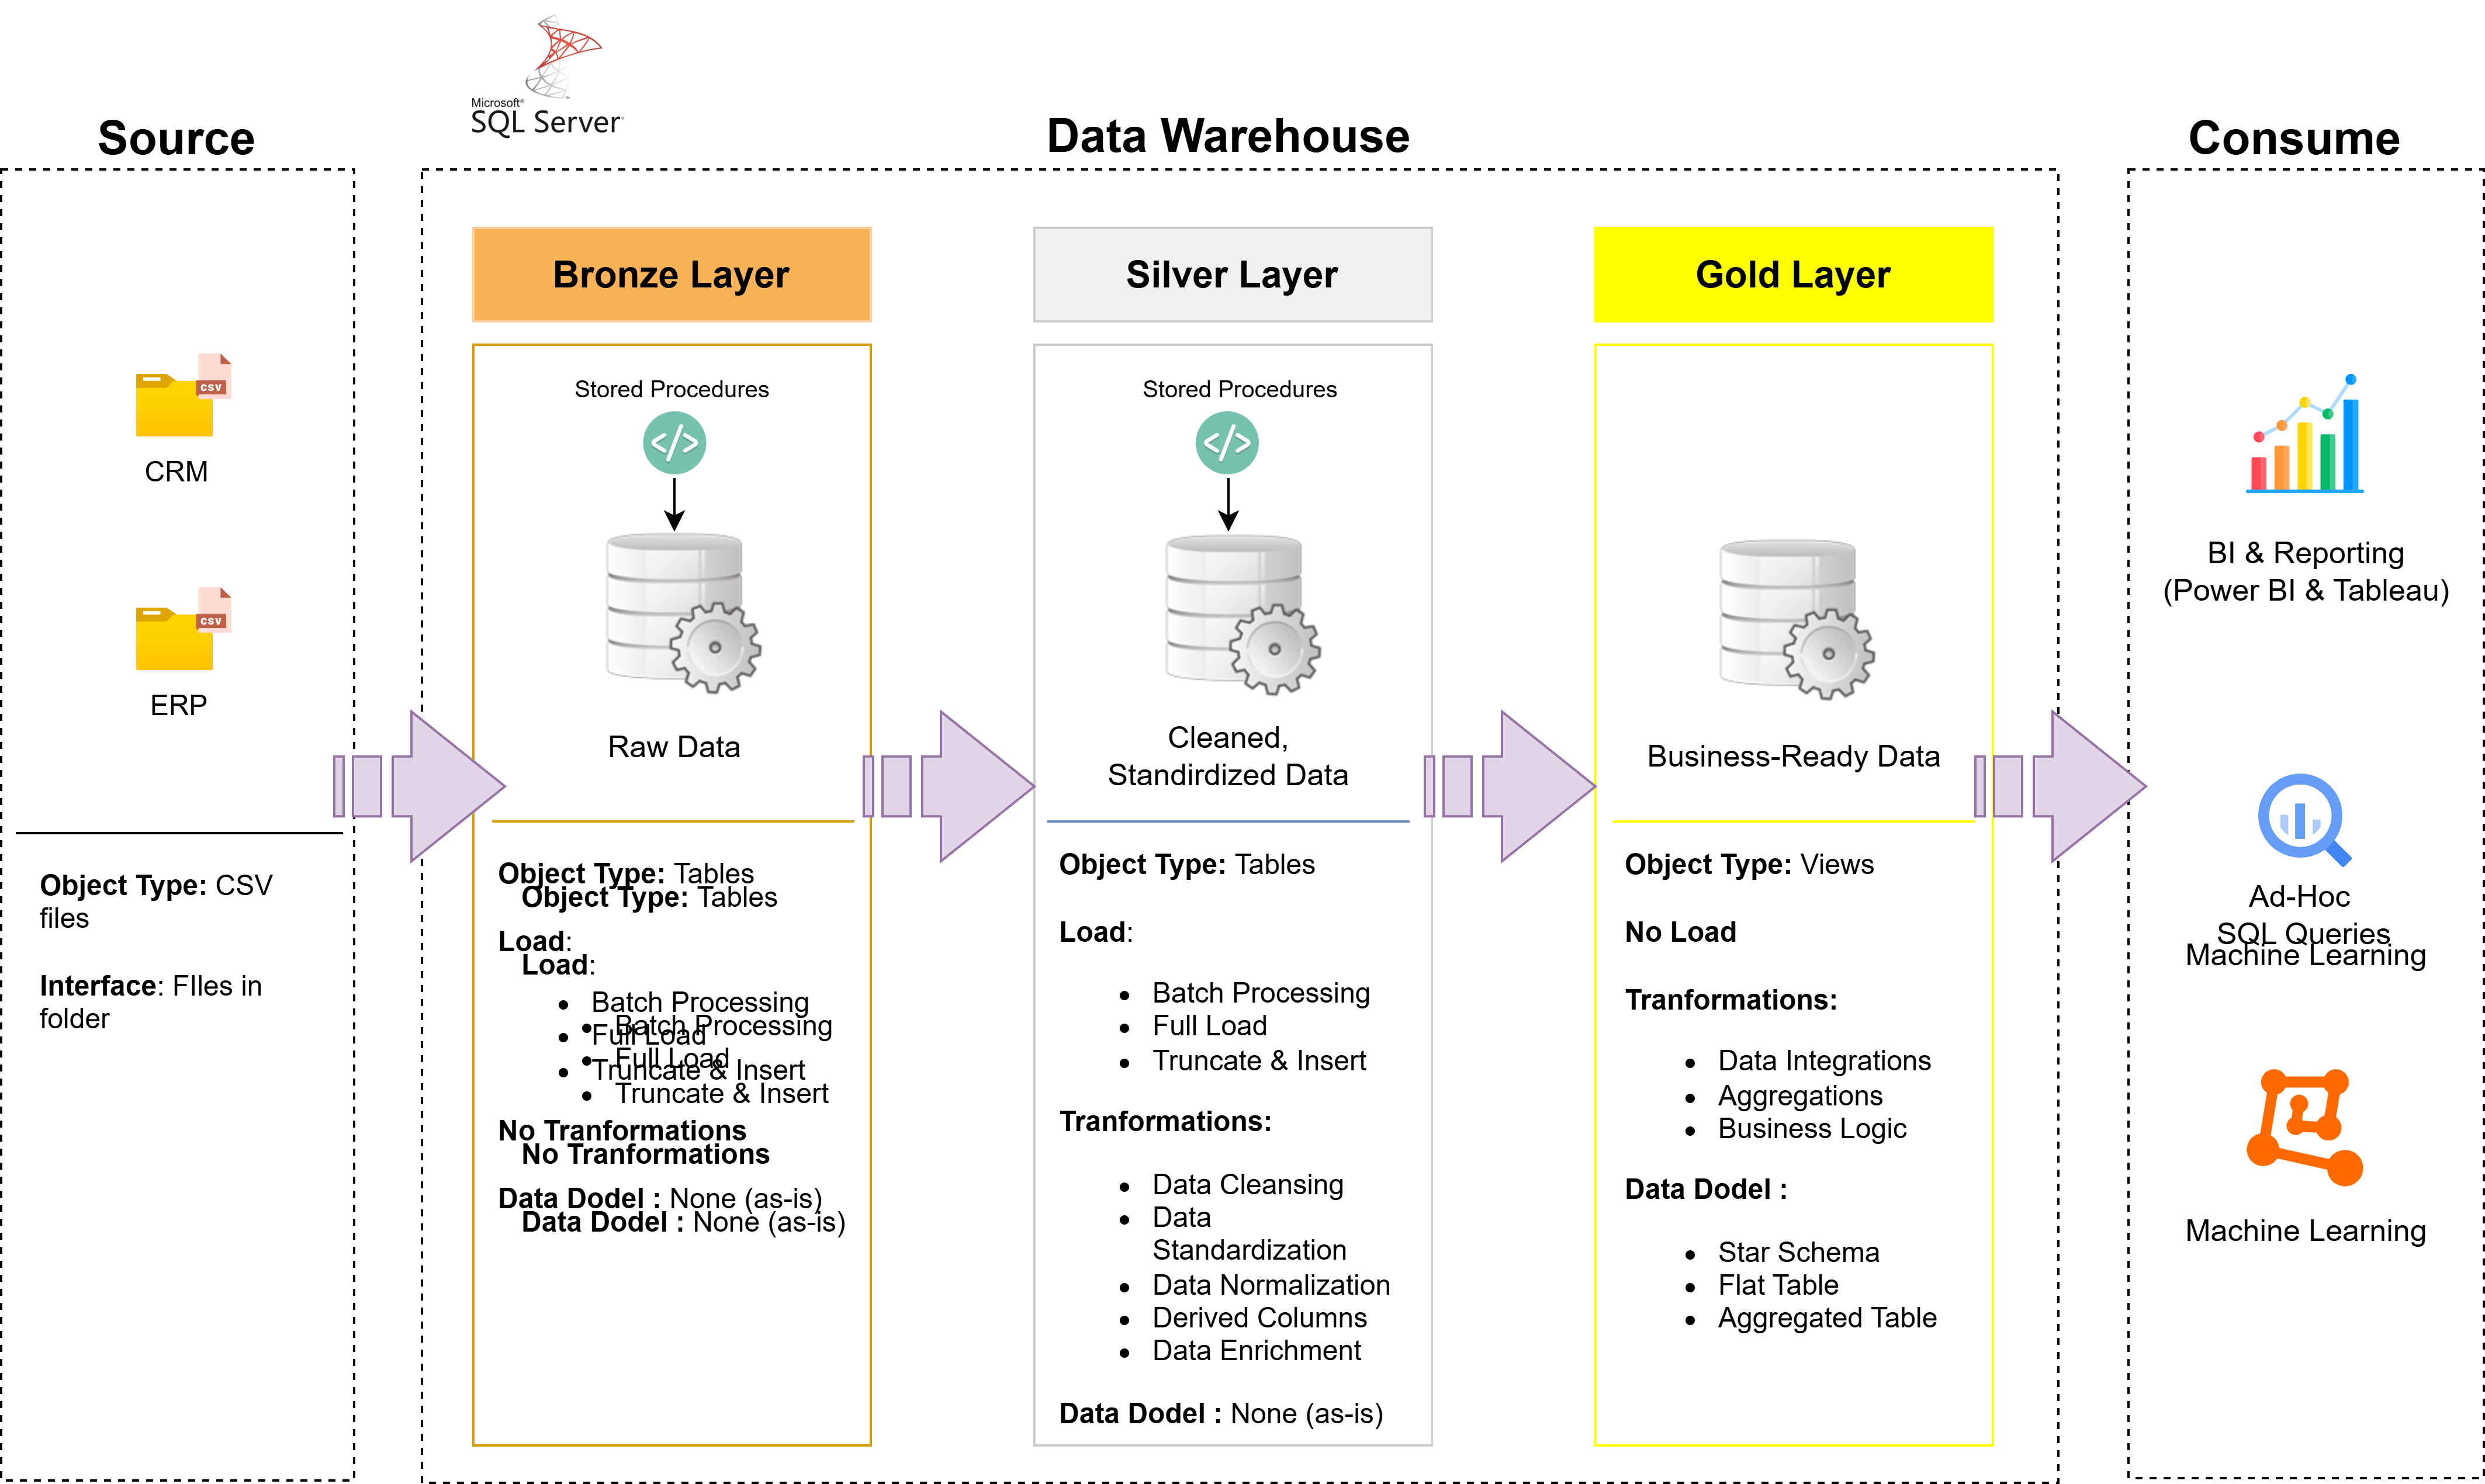 Microsoft®
SQL Server
Source
Data Warehouse
Consume
CSV
CRM
CSV
ERP
Object Type: CSV
files
Interface: FIles in
folder
Bronze Layer
Stored Procedures
</>
Raw Data
Object Type: Tables
Load:
Batch Processing
Full Load
Truncate & Insert
No Tranformations
Data Dodel : None (as-is)
Object Type: Tables
Load:
Batch Processing
Full Load
Truncate & Insert
No Tranformations
Data Dodel : None (as-is)
Silver Layer
Stored Procedures
</>
Cleaned,
Standirdized Data
Object Type: Tables
Load:
Batch Processing
Full Load
Truncate & Insert
Tranformations:
Data Cleansing
Data
Standardization
Data Normalization
Derived Columns
Data Enrichment
Data Dodel : None (as-is)
Gold Layer
Business-Ready Data
Object Type: Views
No Load
Tranformations:
Data Integrations
Aggregations
Business Logic
Data Dodel :
Star Schema
Flat Table
Aggregated Table
BI & Reporting
(Power BI & Tableau)
Ad-Hoc
SQL Queries
Machine Learning
Machine Learning